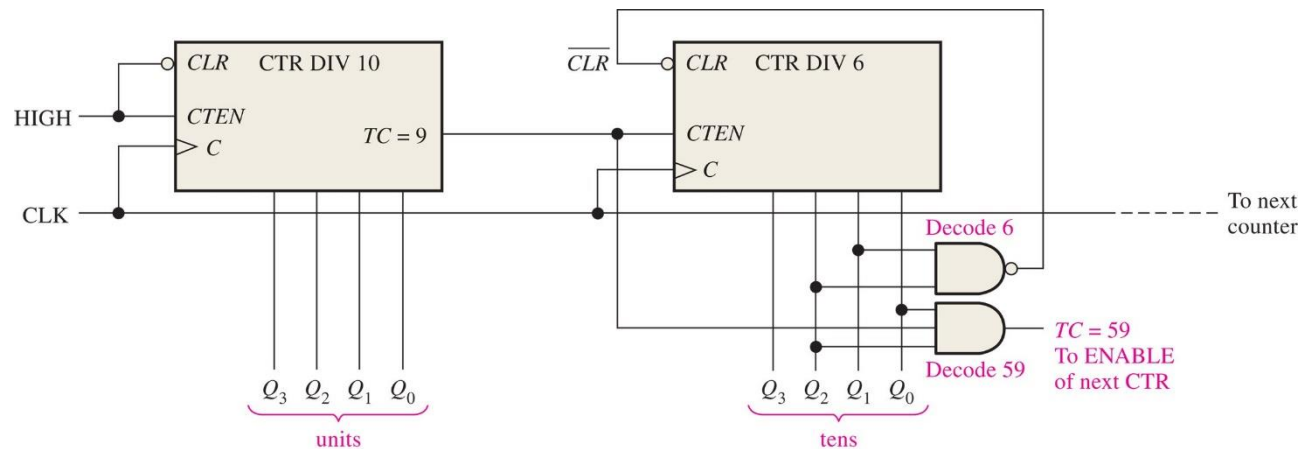 CLR
CTR DIV 10
HIGH
CTEN
TC = 9
C
CLK
CLR
CLR
CTR DIV 6
CTEN
C
To next
counter
Decode 6
TC = 59
To ENABLE
of next CTR
Decode 59
Q3 Q2 Q1 Q0
units
Q3 Q2 Q1 Q0
tens